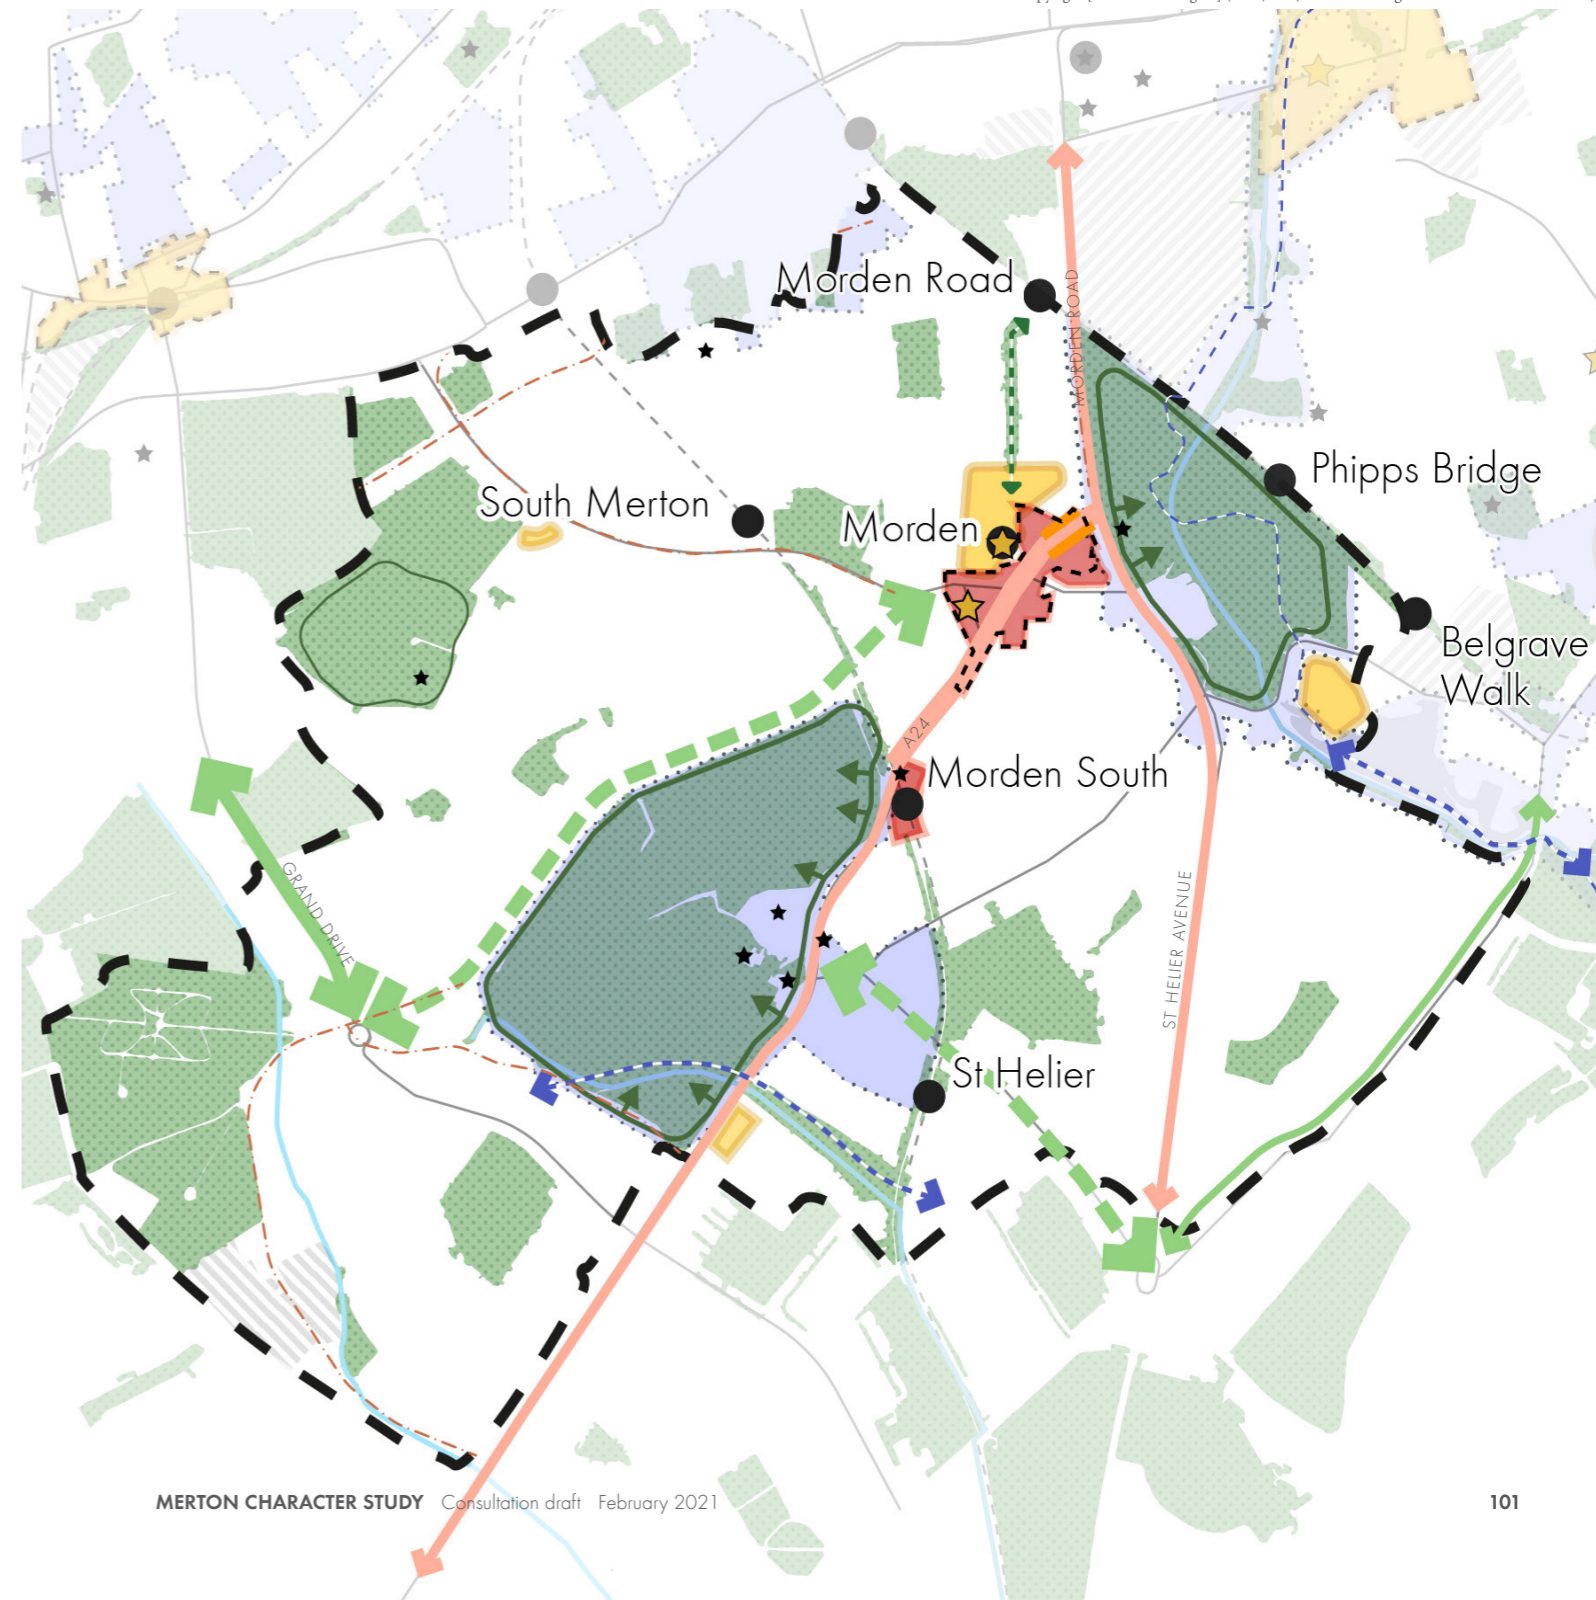 Morden Road
MORDEN ROAD
Phipps Bridge
South Merton
Morden
Belgrave
Walk
A24
Morden South
GRAND DRIVE
ST HELIER AVENUE
St Helier
MERTON CHARACTER STUDY Consultation draft February 2021
101